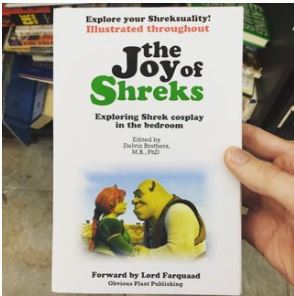 Explore your Shreksuality!
Illustrated throughout
the
Joy of
Shreks
Exploring Shrek cosplay
in the bedroom
Edited by
Delvin Brothers,
M.B., PhD
Forward by Lord Farquaad
Obvious Plant Publishing